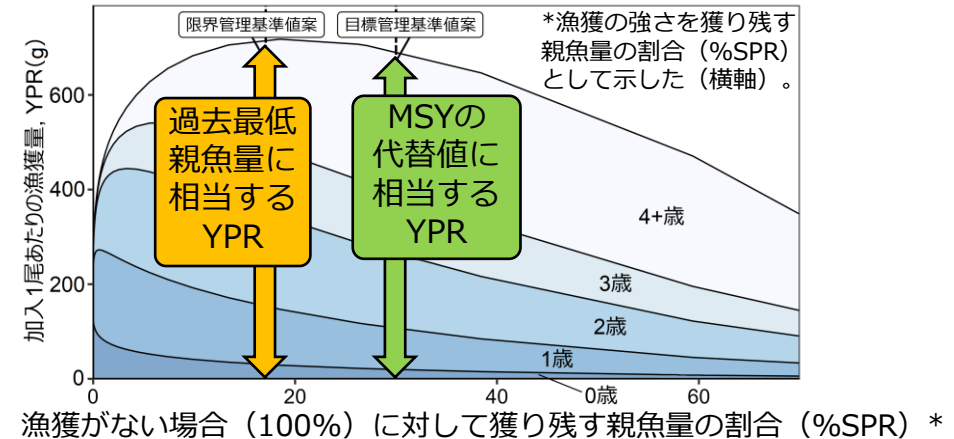 限界管理基準値案
目標管理基準値案
*漁獲の強さを獲り残す
親魚量の割合（%SPR）
として示した（横軸）。
加入1尾あたりの漁獲量, YPR(g)
600
400
200
0
過去最低
親魚量に
相当する
YPR
MSYの
代替値に
相当する
YPR
4+歳
3歳
2歳
1歳
0歳
0
20
40
60
漁獲がない場合（100%）に対して獲り残す親魚量の割合（%SPR）*